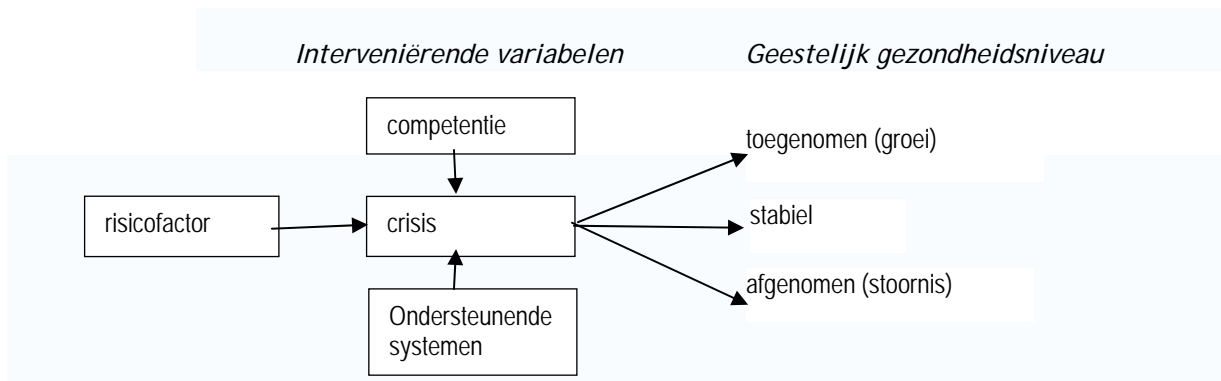 Interveniërende variabelen
Geestelijk gezondheidsniveau
competentie
toegenomen (groei)
risicofactor
crisis
stabiel
afgenomen (stoornis)
Ondersteunende
systemen